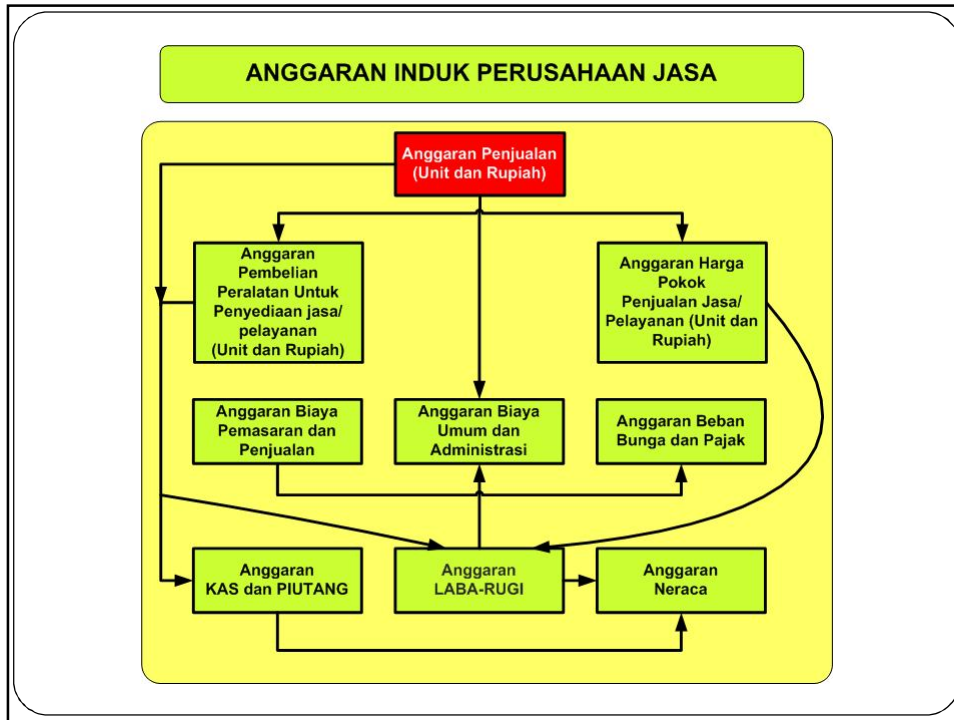 ANGGARAN INDUK PERUSAHAAN JASA
Anggaran Penjualan
(Unit dan Rupiah)
Anggaran
Pembelian
Peralatan Untuk
Penyediaan jasa/
pelayanan
(Unit dan Rupiah)
Anggaran Harga
Pokok
Penjualan Jasa/
Pelayanan (Unit dan
Rupiah)
Anggaran Biaya
Pemasaran dan
Penjualan
Anggaran Biaya
Umum dan
Administrasi
Anggaran Beban
Bunga dan Pajak
Anggaran
KAS dan PIUTANG
Anggaran
LABA-RUGI
Anggaran
Neraca